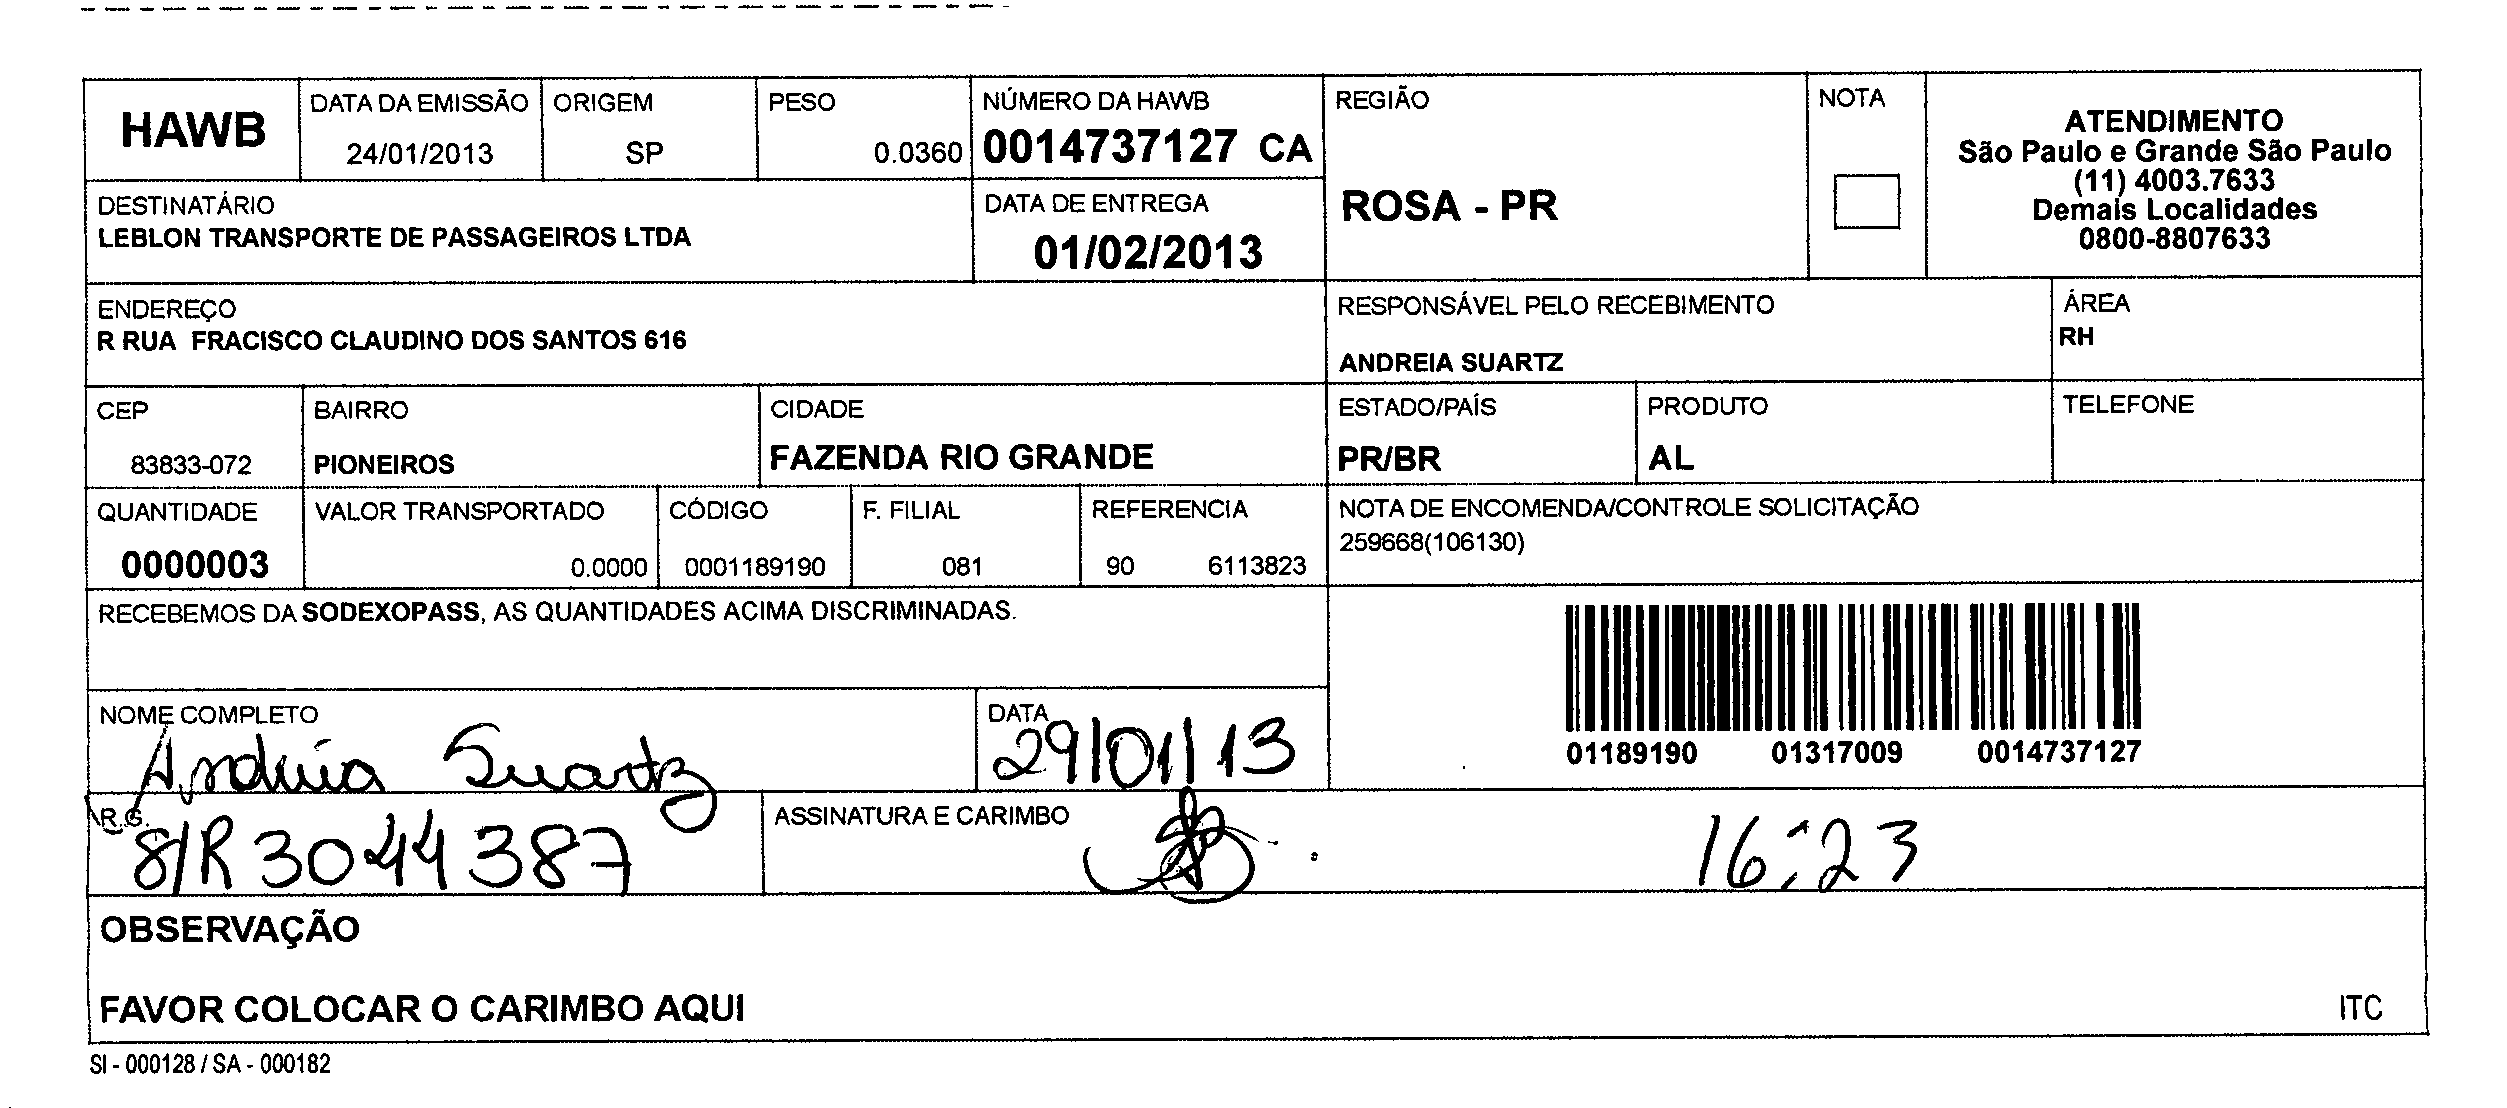 HAWB
DATA DA EMISSÃO
24/01/2013
ORIGEM
SP
PESO
0.0360
NÚMERO DA HAWB
0014737127 CA
REGIÃO
ROSA - PR
NOTA
ATENDIMENTO
São Paulo e Grande São Paulo
(11) 4003.7633
Demais Localidades
0800-8807633
DESTINATÁRIO
LEBLON TRANSPORTE DE PASSAGEIROS LTDA
DATA DE ENTREGA
01/02/2013
ENDEREÇO
R RUA FRACISCO CLAUDINO DOS SANTOS 616
RESPONSÁVEL PELO RECEBIMENTO
ANDREIA SUARTZ
ÁREA
RH
CEP
83833-072
BAIRRO
PIONEIROS
CIDADE
FAZENDA RIO GRANDE
ESTADO/PAÍS
PR/BR
PRODUTO
AL
TELEFONE
QUANTIDADE
0000003
VALOR TRANSPORTADO
0.0000
CÓDIGO
0001189190
F. FILIAL
081
REFERENCIA
90 6113823
NOTA DE ENCOMENDA/CONTROLE SOLICITAÇÃO
259668(106130)
RECEBEMOS DA SODEXOPASS, AS QUANTIDADES ACIMA DISCRIMINADAS.
01189190 01317009 0014737127
NOME COMPLETO
Andreia Suartz
DATA
29/01/13
R.G.
8/R3044387
ASSINATURA E CARIMBO
16:23
OBSERVAÇÃO
FAVOR COLOCAR O CARIMBO AQUI
ITC
SI - 000128 / SA - 000182